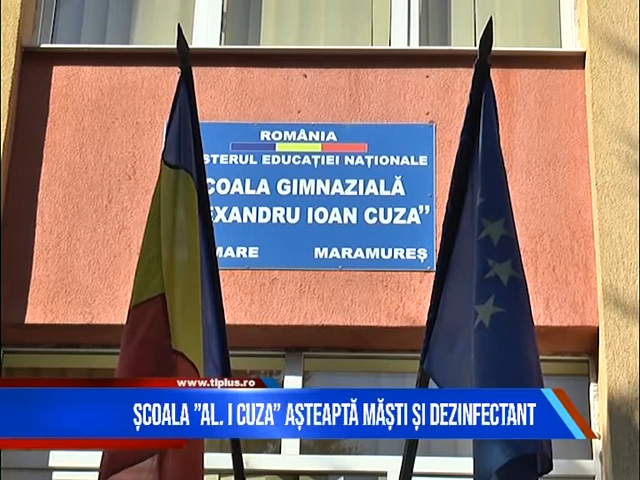 ROMÂNIA
STERUL EDUCAȚIEI NAȚIONALE
COALA GIMNAZIALĂ
EXANDRU IOAN CUZA”
MARE MARAMUREȘ
www.tlplus.ro
ȘCOALA ”AL. I CUZA” AȘTEAPTĂ MĂȘTI ȘI DEZINFECTANT